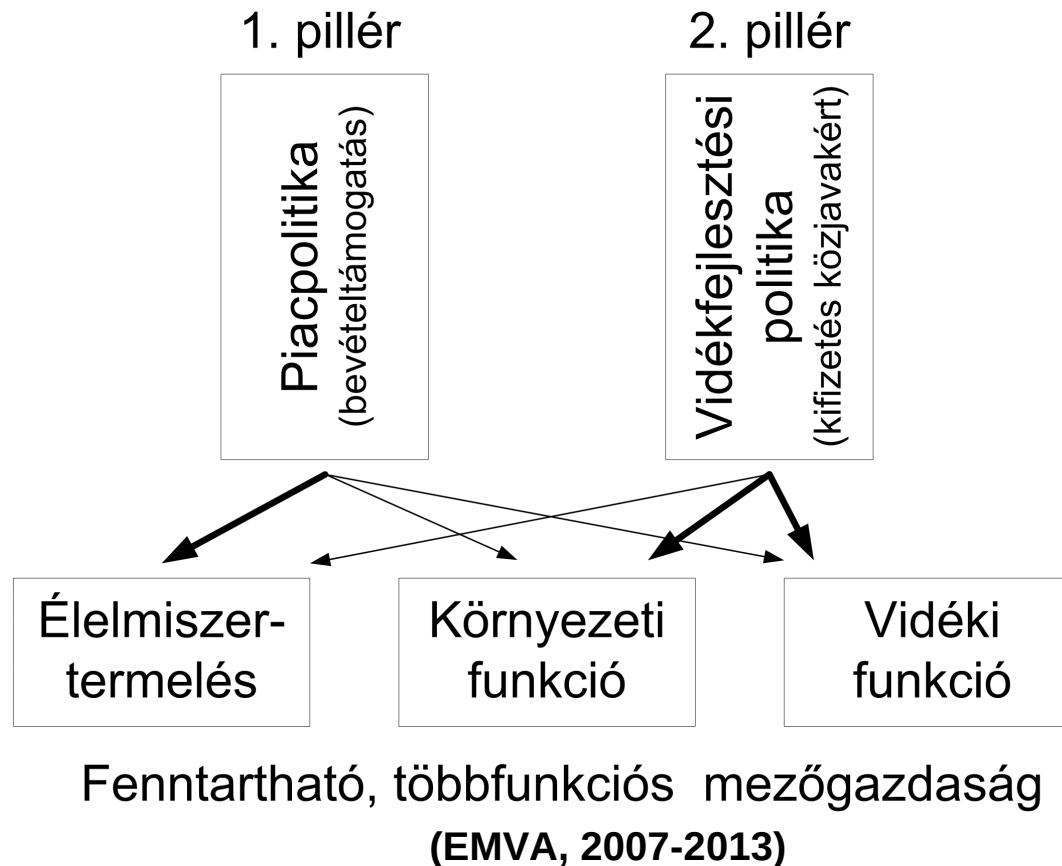 1. pillér
2. pillér
Piacpolitika
(bevételtámogatás)
Vidékfejlesztési
politika
(kifizetés közjavakért)
Élelmiszer-
termelés
Környezeti
funkció
Vidéki
funkció
Fenntartható, többfunkciós mezőgazdaság
(EMVA, 2007-2013)